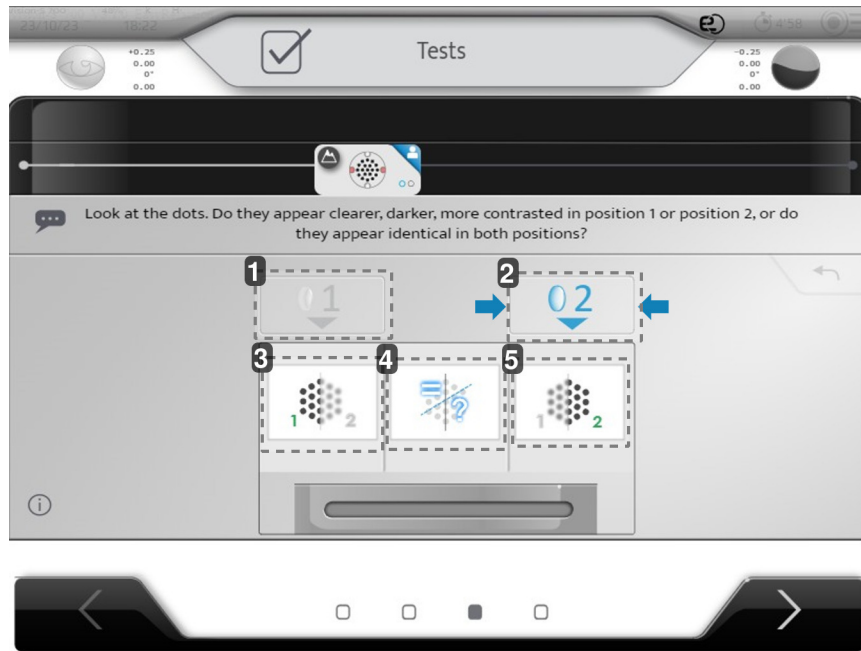 23/10/23 18:22
Tests
4'58
+0.25
0.00
0°
0.00
-0.25
0.00
0°
0.00
Look at the dots. Do they appear clearer, darker, more contrasted in position 1 or position 2, or do
they appear identical in both positions?
1 2
1 2
3 4 5
= ?
1 2 1 2
i